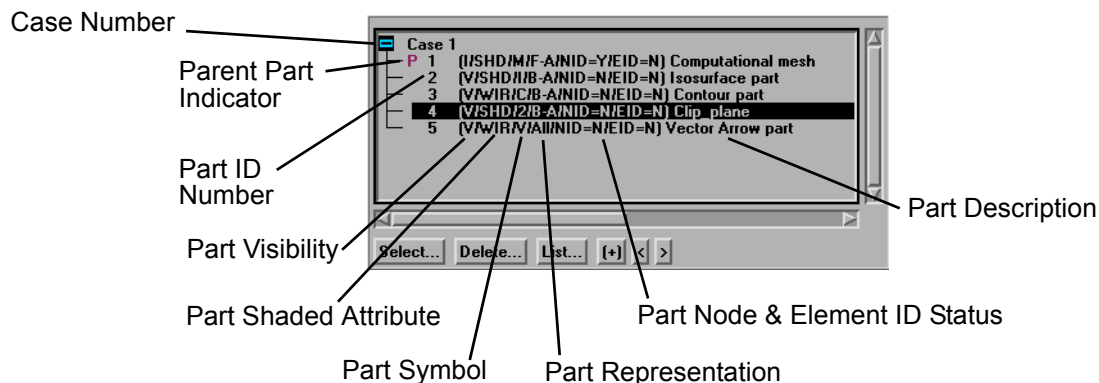 Case Number
Case 1
P 1 (I/SHD/M/F-A/NID=Y/EID=N) Computational mesh
2 (V/SHD/I/B-A/NID=N/EID=N) Isosurface part
3 (V/WIR/C/B-A/NID=N/EID=N) Contour part
4 (V/SHD/2/B-A/NID=N/EID=N) Clip_plane
5 (V/WIR/V/All/NID=N/EID=N) Vector Arrow part
Parent Part
Indicator
Part ID
Number
Part Description
Part Visibility
Select... Delete... List... (+) < >
Part Shaded Attribute
Part Node & Element ID Status
Part Symbol
Part Representation